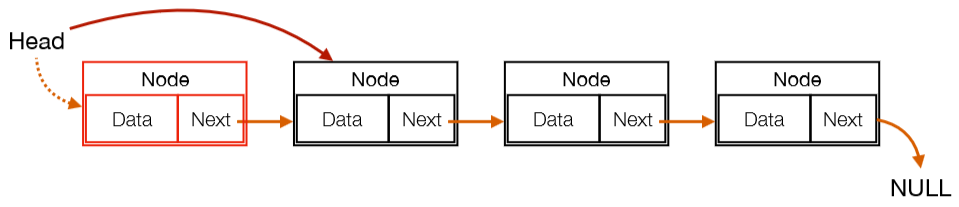 Head
Node Node Node Node
Data Next Data Next Data Next Data Next
NULL